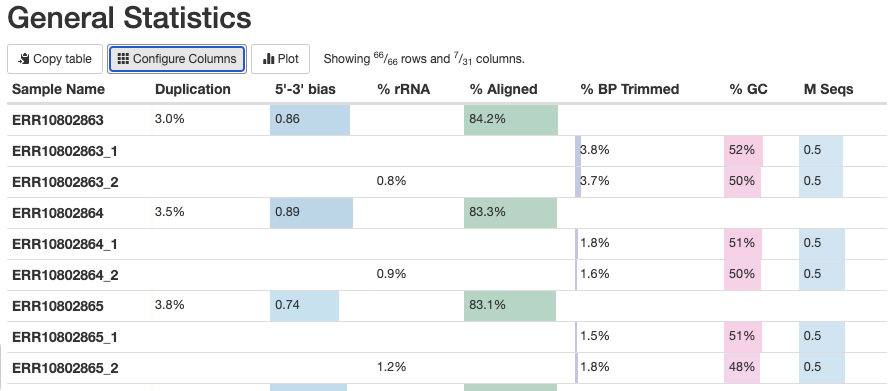 General Statistics
Copy table Configure Columns Plot Showing 66/66 rows and 7/31 columns.
Sample Name Duplication 5'-3' bias % rRNA % Aligned % BP Trimmed % GC M Seqs
ERR10802863 3.0% 0.86 84.2%
ERR10802863_1 3.8% 52% 0.5
ERR10802863_2 0.8% 3.7% 50% 0.5
ERR10802864 3.5% 0.89 83.3%
ERR10802864_1 1.8% 51% 0.5
ERR10802864_2 0.9% 1.6% 50% 0.5
ERR10802865 3.8% 0.74 83.1%
ERR10802865_1 1.5% 51% 0.5
ERR10802865_2 1.2% 1.8% 48% 0.5